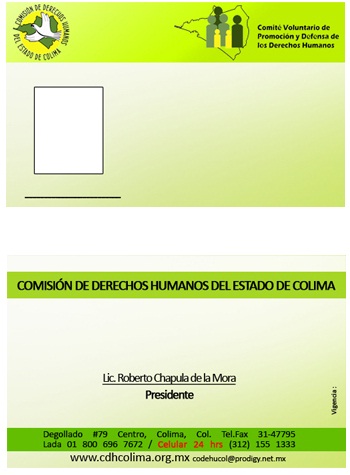 COMISIÓN DE DERECHOS HUMANOS
DEL ESTADO DE COLIMA
Comité Voluntario de
Promoción y Defensa de
los Derechos Humanos
COMISIÓN DE DERECHOS HUMANOS DEL ESTADO DE COLIMA
Lic. Roberto Chapula de la Mora
Presidente
Vigencia :
Degollado #79 Centro, Colima, Col. Tel.Fax 31-47795
Lada 01 800 696 7672 / Celular 24 hrs (312) 155 1333
www.cdhcolima.org.mx codehucol@prodigy.net.mx